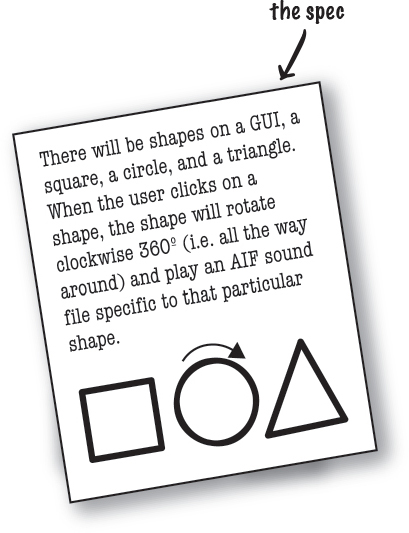 the spec
There will be shapes on a GUI, a
square, a circle, and a triangle.
When the user clicks on a
shape, the shape will rotate
clockwise 360º (i.e. all the way
around) and play an AIF sound
file specific to that particular
shape.